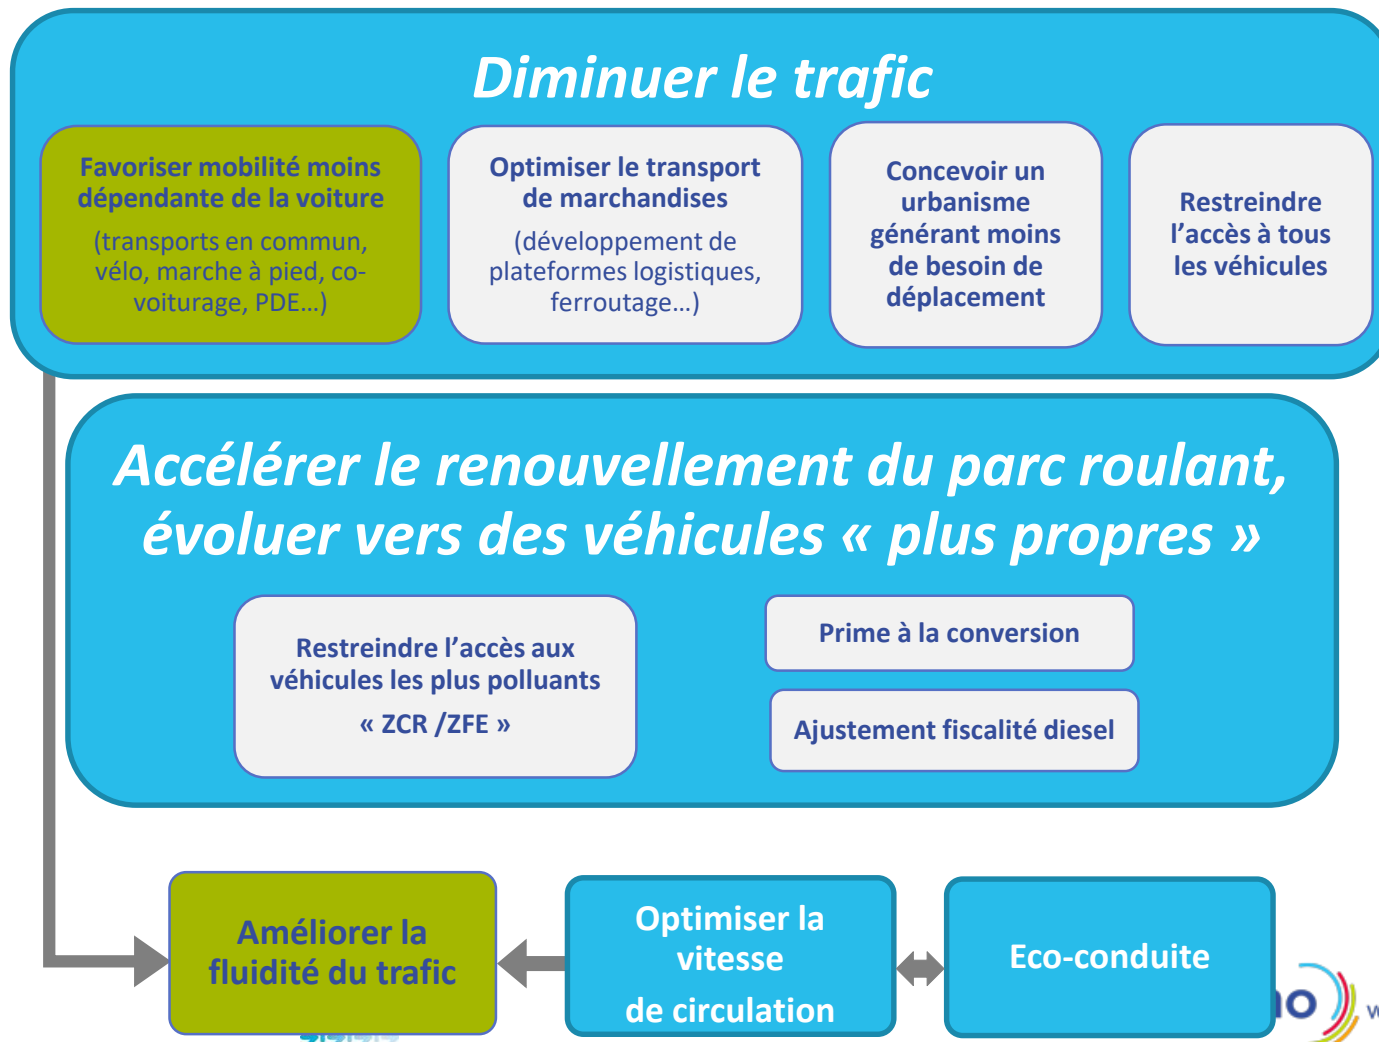 Diminuer le trafic
Favoriser mobilité moins
dépendante de la voiture
(transports en commun,
vélo, marche à pied, co-
voiturage, PDE…)
Optimiser le transport
de marchandises
(développement de
plateformes logistiques,
ferroutage…)
Concevoir un
urbanisme
générant moins
de besoin de
déplacement
Restreindre
l’accès à tous
les véhicules
Accélérer le renouvellement du parc roulant,
évoluer vers des véhicules « plus propres »
Restreindre l’accès aux
véhicules les plus polluants
« ZCR /ZFE »
Prime à la conversion
Ajustement fiscalité diesel
Améliorer la
fluidité du trafic
Optimiser la
vitesse
de circulation
Eco-conduite